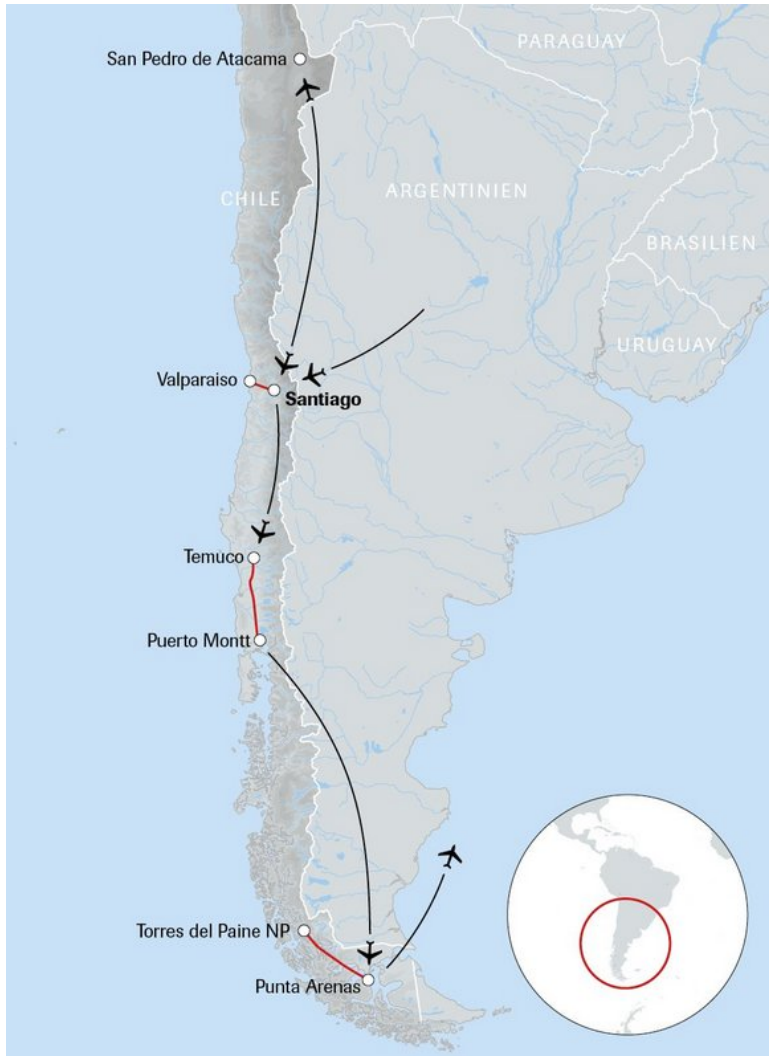 San Pedro de Atacama
PARAGUAY
CHILE
ARGENTINIEN
BRASILIEN
URUGUAY
Valparaiso
Santiago
Temuco
Puerto Montt
Torres del Paine NP
Punta Arenas